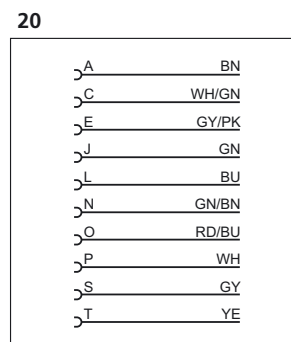 20
A BN
C WH/GN
E GY/PK
J GN
L BU
N GN/BN
O RD/BU
P WH
S GY
T YE